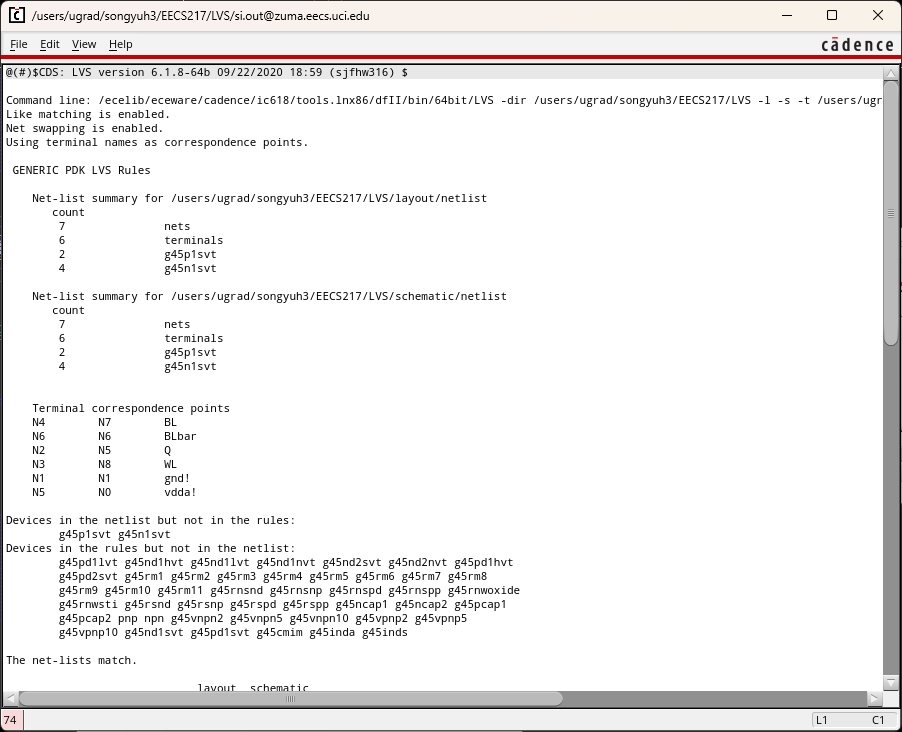 /users/ugrad/songyuh3/EECS217/LVS/si.out@zuma.eecs.uci.edu
File Edit View Help
cādence
@(#)$CDS: LVS version 6.1.8-64b 09/22/2020 18:59 (sjfhw316) $
Command line: /ecelib/eceware/cadence/ic618/tools.lnx86/dfII/bin/64bit/LVS -dir /users/ugrad/songyuh3/EECS217/LVS -l -s -t /users/ugr
Like matching is enabled.
Net swapping is enabled.
Using terminal names as correspondence points.
GENERIC PDK LVS Rules
Net-list summary for /users/ugrad/songyuh3/EECS217/LVS/layout/netlist
count
7 nets
6 terminals
2 g45p1svt
4 g45n1svt
Net-list summary for /users/ugrad/songyuh3/EECS217/LVS/schematic/netlist
count
7 nets
6 terminals
2 g45p1svt
4 g45n1svt
Terminal correspondence points
N4 N7 BL
N6 N6 BLbar
N2 N5 Q
N3 N8 WL
N1 N1 gnd!
N5 N0 vdda!
Devices in the netlist but not in the rules:
g45p1svt g45n1svt
Devices in the rules but not in the netlist:
g45pd1lvt g45nd1hvt g45nd1lvt g45nd1nvt g45nd2svt g45nd2nvt g45pd1hvt
g45pd2svt g45rm1 g45rm2 g45rm3 g45rm4 g45rm5 g45rm6 g45rm7 g45rm8
g45rm9 g45rm10 g45rm11 g45rnsnd g45rnsnp g45rnspd g45rnspp g45rnwoxide
g45rnwsti g45rsnd g45rsnp g45rspd g45rspp g45ncap1 g45ncap2 g45pcap1
g45pcap2 pnp npn g45vnpn2 g45vnpn5 g45vnpn10 g45vpnp2 g45vpnp5
g45vpnp10 g45nd1svt g45pd1svt g45cmim g45inda g45inds
The net-lists match.
layout schematic
74 L1 C1